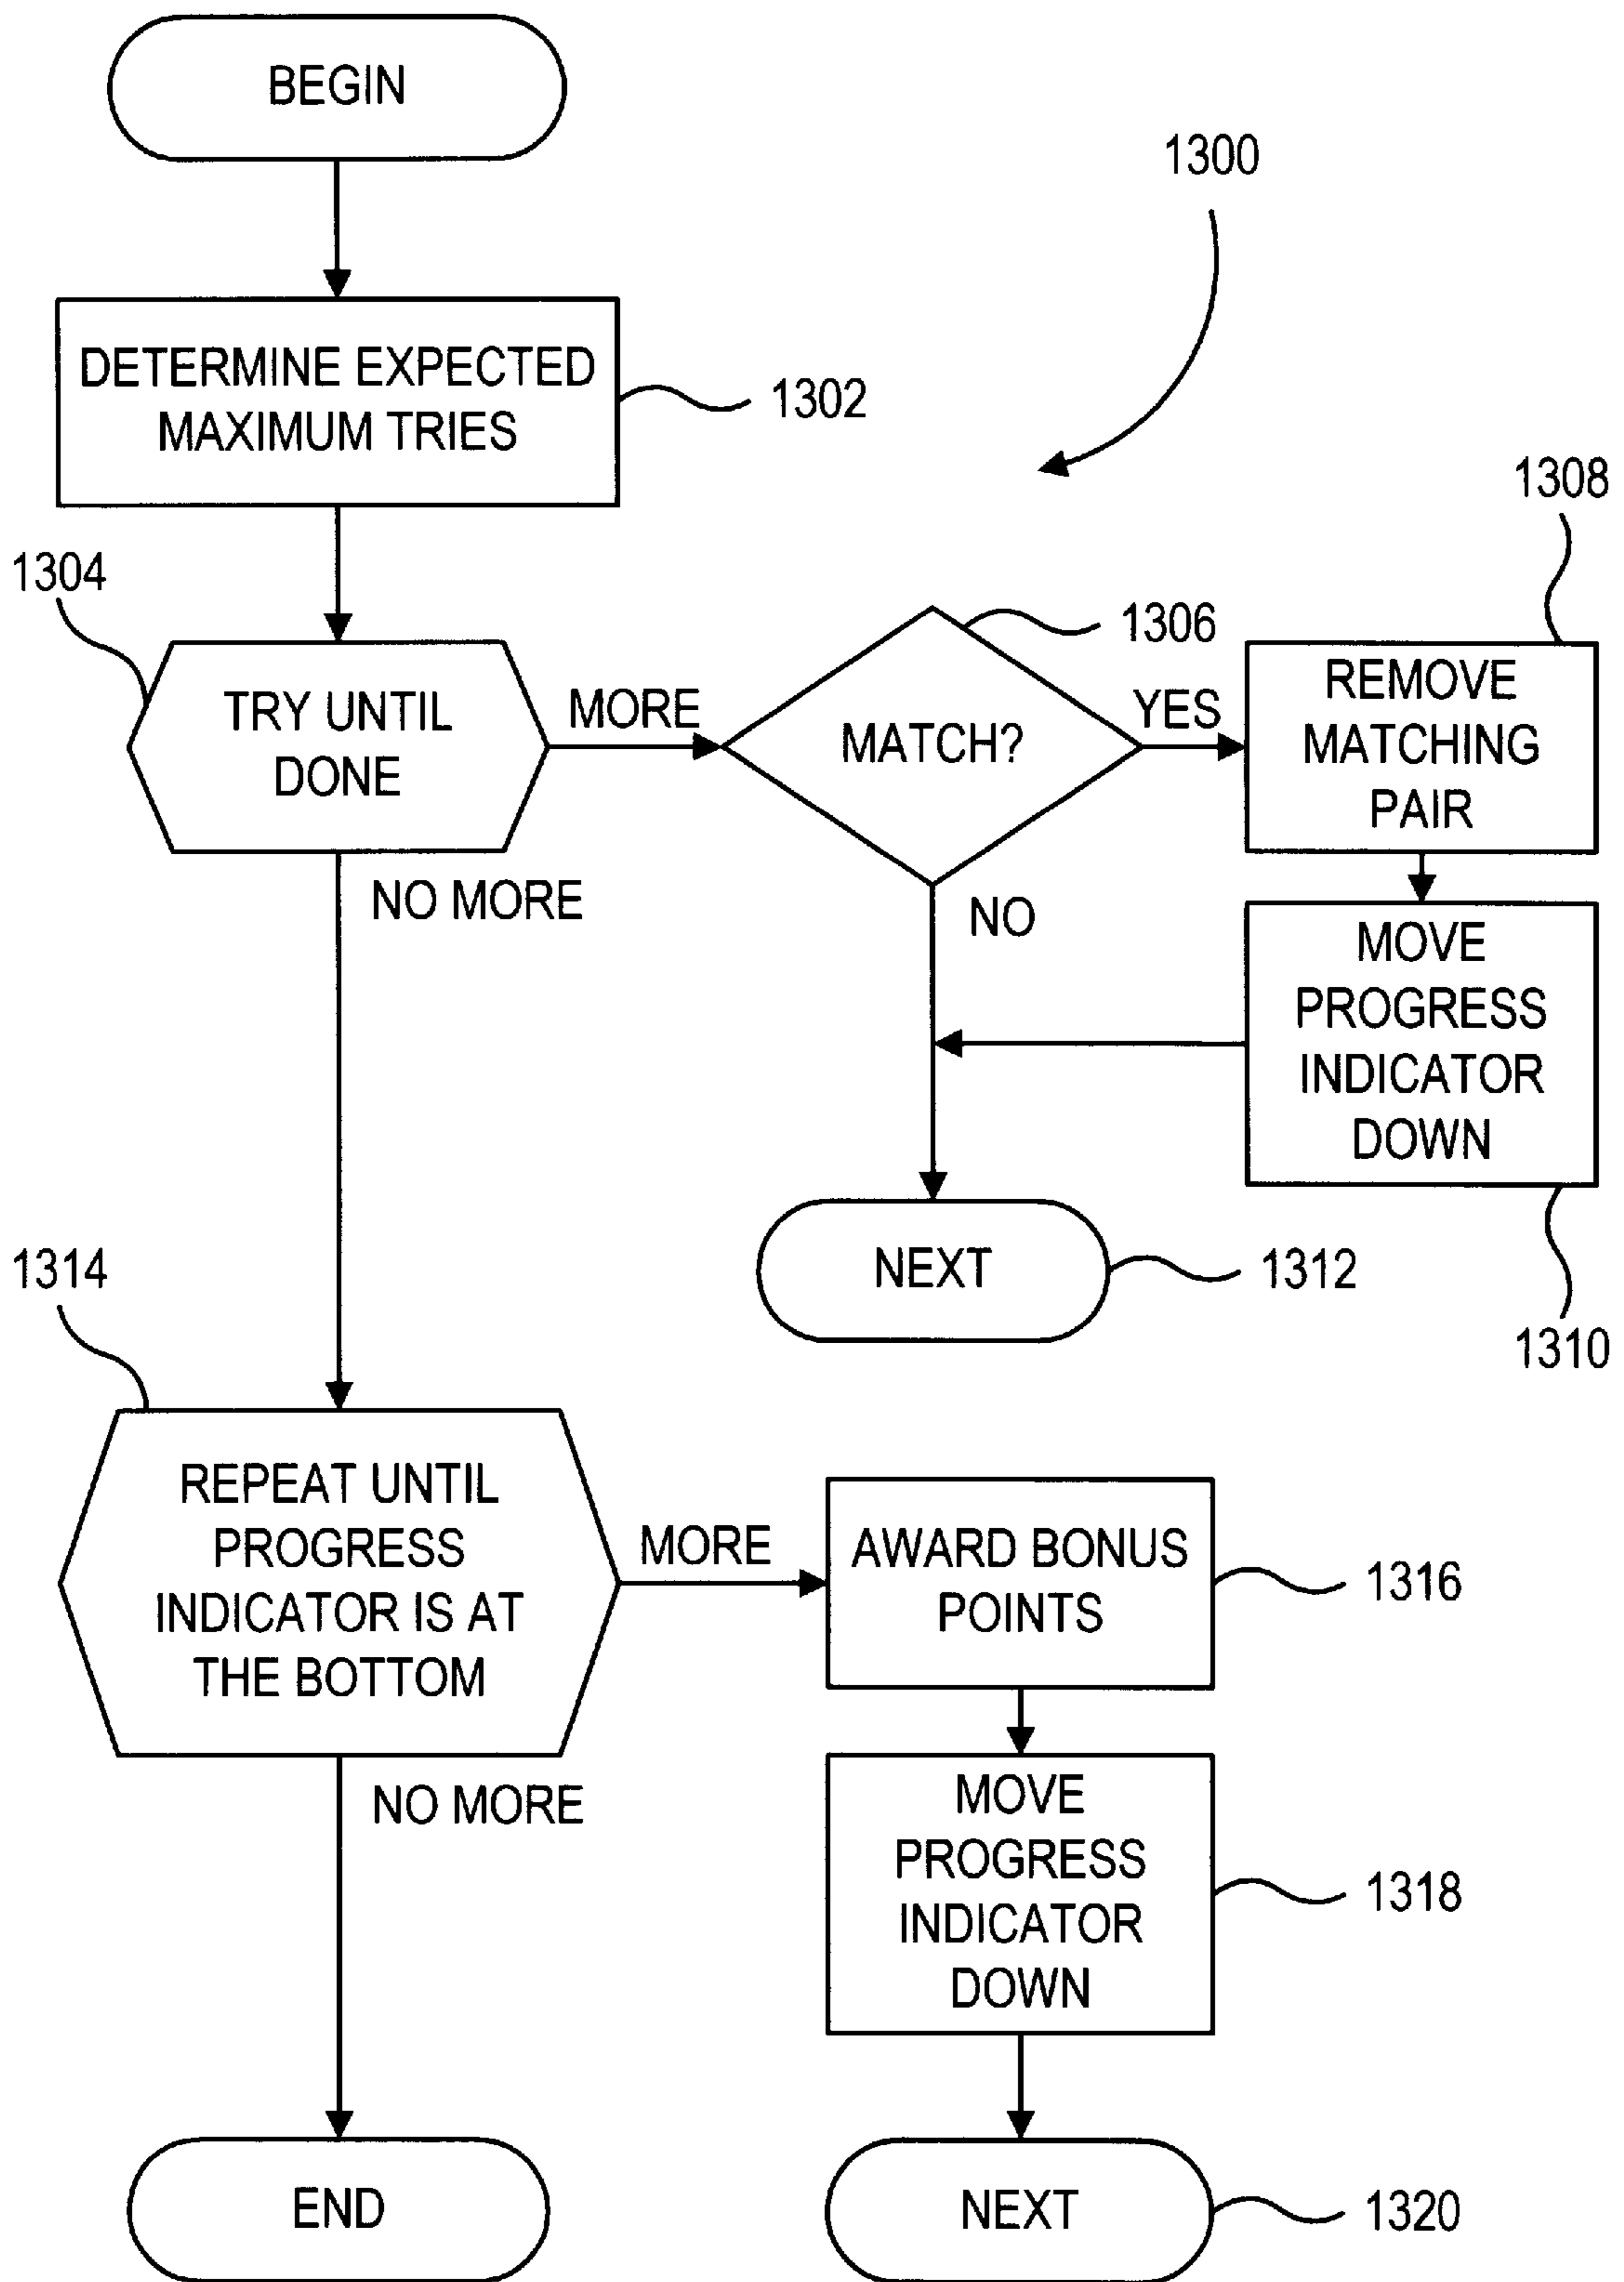 BEGIN
1300
DETERMINE EXPECTED
MAXIMUM TRIES
1302
1304
TRY UNTIL
DONE
MORE
MATCH?
1306
YES
1308
REMOVE
MATCHING
PAIR
NO MORE
NO
MOVE
PROGRESS
INDICATOR
DOWN
1310
NEXT
1312
1314
REPEAT UNTIL
PROGRESS
INDICATOR IS AT
THE BOTTOM
MORE
AWARD BONUS
POINTS
1316
NO MORE
MOVE
PROGRESS
INDICATOR
DOWN
1318
END
NEXT
1320